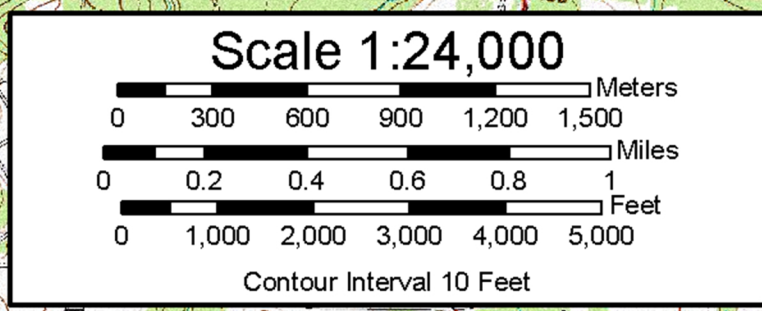 Scale 1:24,000
Meters
0 300 600 900 1,200 1,500
Miles
0 0.2 0.4 0.6 0.8 1
Feet
0 1,000 2,000 3,000 4,000 5,000
Contour Interval 10 Feet